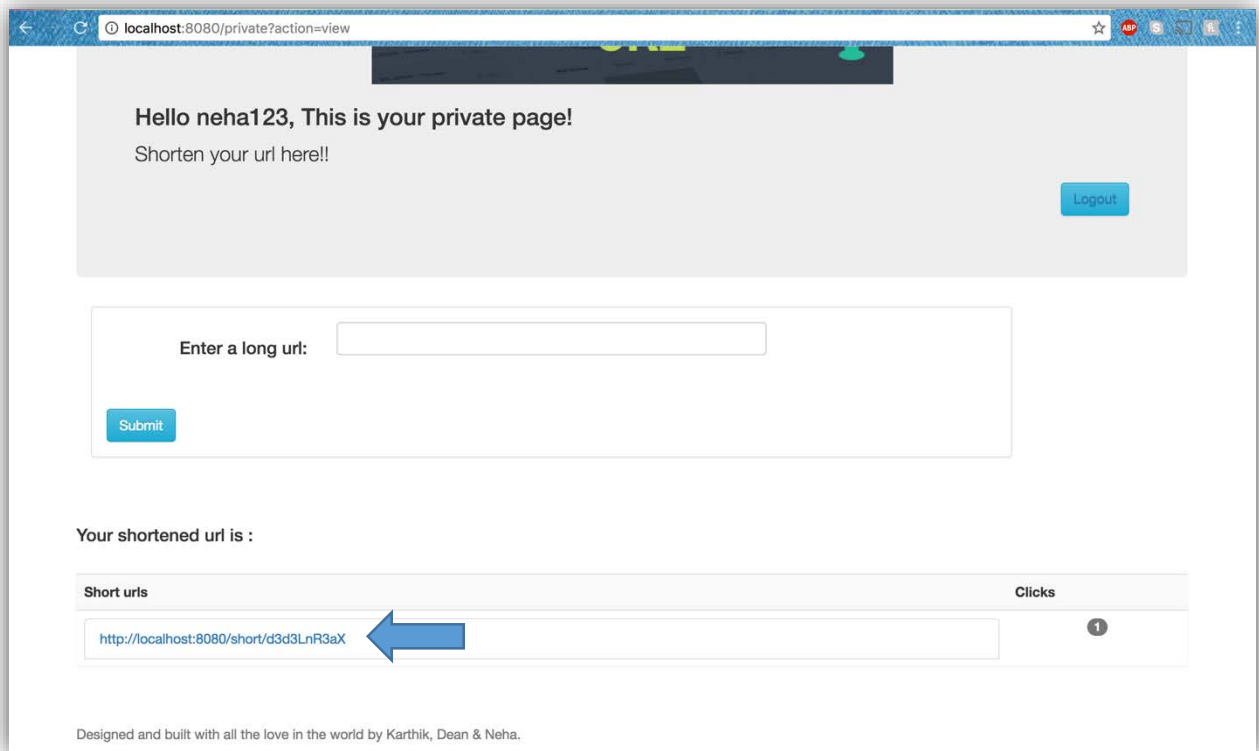 localhost:8080/private?action=view
ABP
S
URL
Hello neha123, This is your private page!
Shorten your url here!!
Logout
Enter a long url:
Submit
Your shortened url is :
Short urls
Clicks
http://localhost:8080/short/d3d3LnR3aX
1
Designed and built with all the love in the world by Karthik, Dean & Neha.